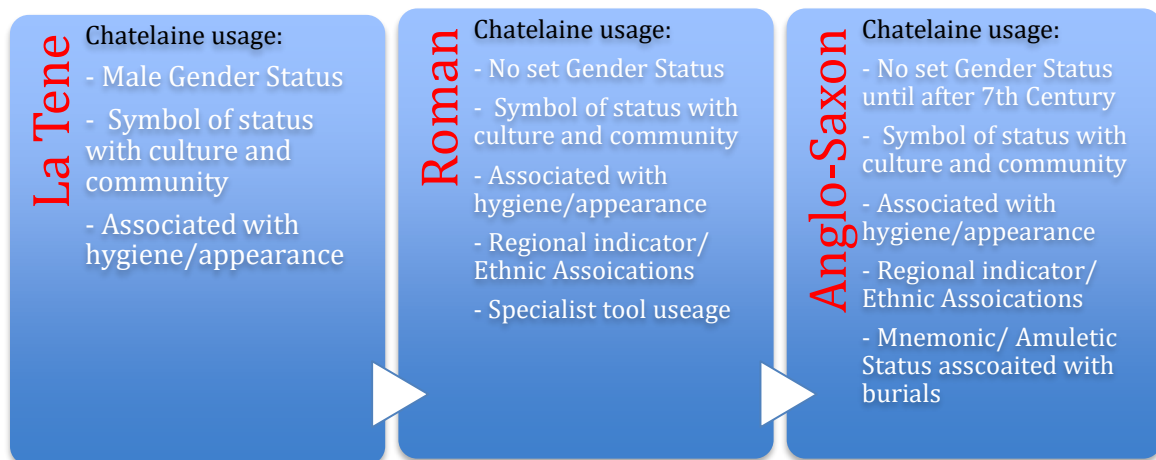 La Tene
Chatelaine usage:
- Male Gender Status
- Symbol of status
with culture and
community
- Associated with
hygiene/appearance
Roman
Chatelaine usage:
- No set Gender Status
- Symbol of status with
culture and community
- Associated with
hygiene/appearance
- Regional indicator/
Ethnic Assoications
- Specialist tool useage
Anglo-Saxon
Chatelaine usage:
- No set Gender Status
until after 7th Century
- Symbol of status with
culture and community
- Associated with
hygiene/appearance
- Regional indicator/
Ethnic Assoications
- Mnemonic/ Amuletic
Status asscoaited with
burials